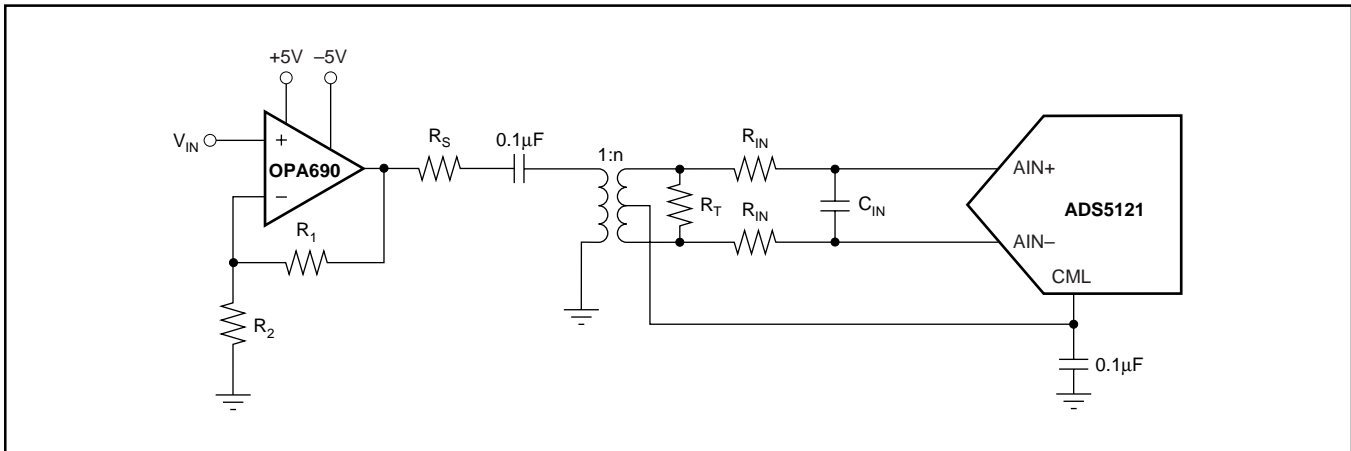 +5V
–5V
V_IN
+
OPA690
–
R_S
0.1µF
1:n
R_IN
AIN+
R_T
C_IN
ADS5121
R_IN
AIN–
R_1
CML
R_2
0.1µF